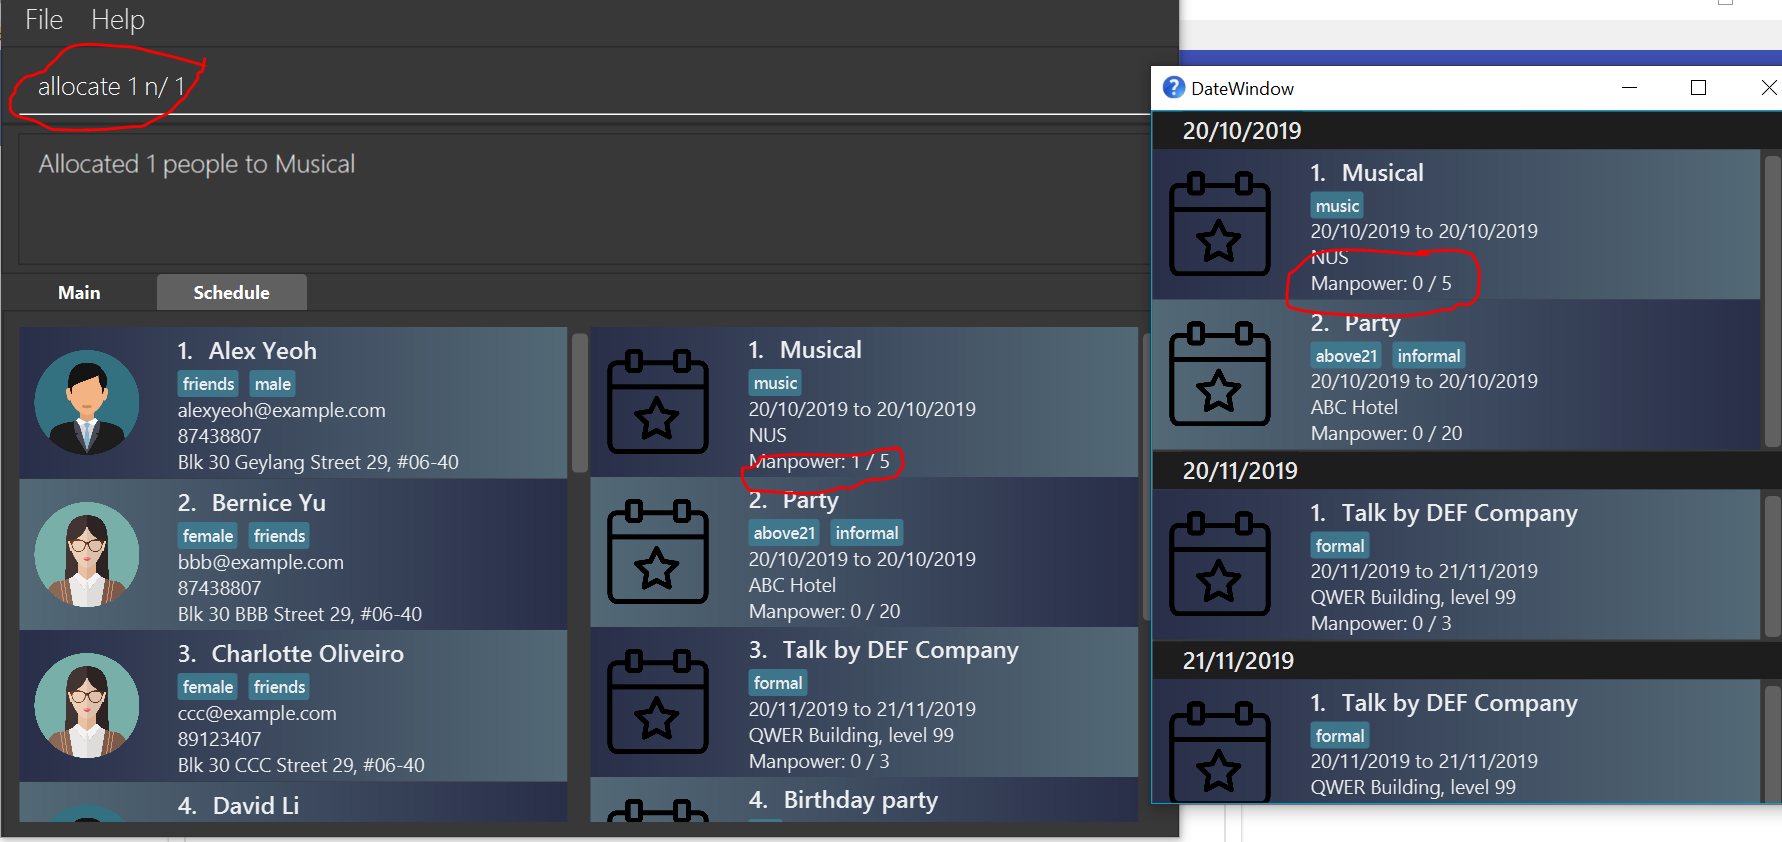 File Help
allocate 1 n/ 1
Allocated 1 people to Musical
Main Schedule
1. Alex Yeoh
friends male
alexyeoh@example.com
87438807
Blk 30 Geylang Street 29, #06-40
2. Bernice Yu
female friends
bbb@example.com
87438807
Blk 30 BBB Street 29, #06-40
3. Charlotte Oliveiro
female friends
ccc@example.com
89123407
Blk 30 CCC Street 29, #06-40
4. David Li
1. Musical
music
20/10/2019 to 20/10/2019
NUS
Manpower: 1 / 5
2. Party
above21 informal
20/10/2019 to 20/10/2019
ABC Hotel
Manpower: 0 / 20
3. Talk by DEF Company
formal
20/11/2019 to 21/11/2019
QWER Building, level 99
Manpower: 0 / 3
4. Birthday party
DateWindow
20/10/2019
1. Musical
music
20/10/2019 to 20/10/2019
NUS
Manpower: 0 / 5
2. Party
above21 informal
20/10/2019 to 20/10/2019
ABC Hotel
Manpower: 0 / 20
20/11/2019
1. Talk by DEF Company
formal
20/11/2019 to 21/11/2019
QWER Building, level 99
Manpower: 0 / 3
21/11/2019
1. Talk by DEF Company
formal
20/11/2019 to 21/11/2019
QWER Building, level 99